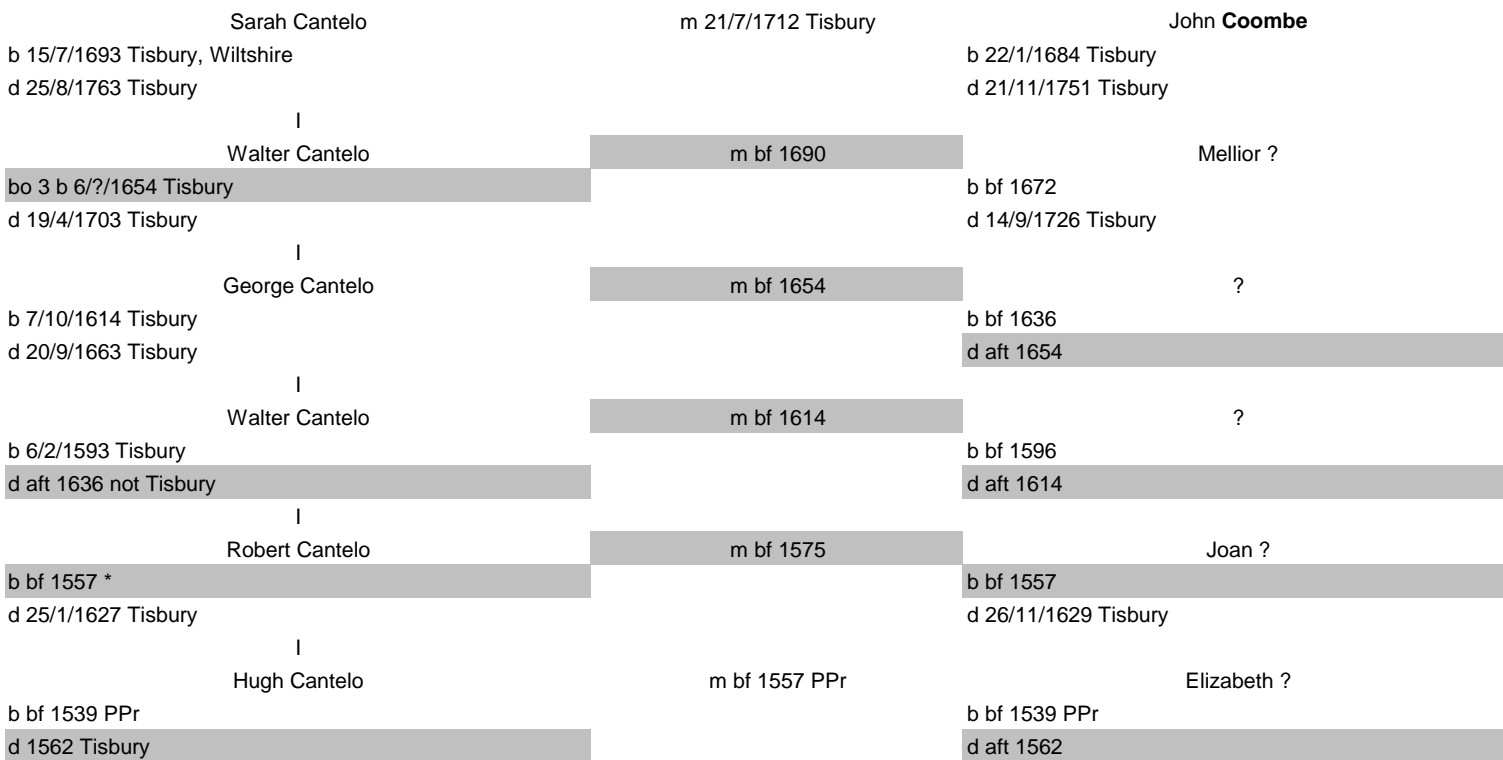 Sarah Cantelo m 21/7/1712 Tisbury John Coombe
b 15/7/1693 Tisbury, Wiltshire b 22/1/1684 Tisbury
d 25/8/1763 Tisbury d 21/11/1751 Tisbury
I
Walter Cantelo m bf 1690 Mellior ?
bo 3 b 6/?/1654 Tisbury b bf 1672
d 19/4/1703 Tisbury d 14/9/1726 Tisbury
I
George Cantelo m bf 1654 ?
b 7/10/1614 Tisbury b bf 1636
d 20/9/1663 Tisbury d aft 1654
I
Walter Cantelo m bf 1614 ?
b 6/2/1593 Tisbury b bf 1596
d aft 1636 not Tisbury d aft 1614
I
Robert Cantelo m bf 1575 Joan ?
b bf 1557 * b bf 1557
d 25/1/1627 Tisbury d 26/11/1629 Tisbury
I
Hugh Cantelo m bf 1557 PPr Elizabeth ?
b bf 1539 PPr b bf 1539 PPr
d 1562 Tisbury d aft 1562